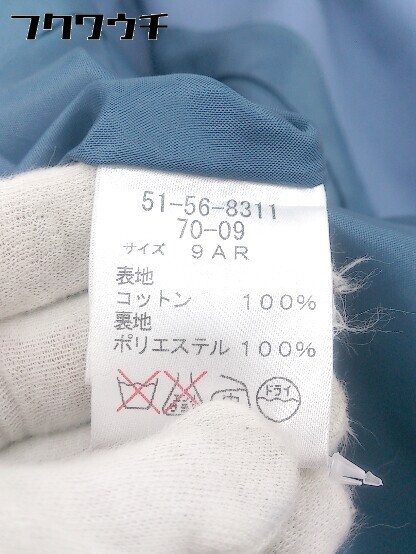 フクワウチ
51-56-8311
70-09
サイズ 9AR
表地
コットン 100%
裏地
ポリエステル 100%
ドライ